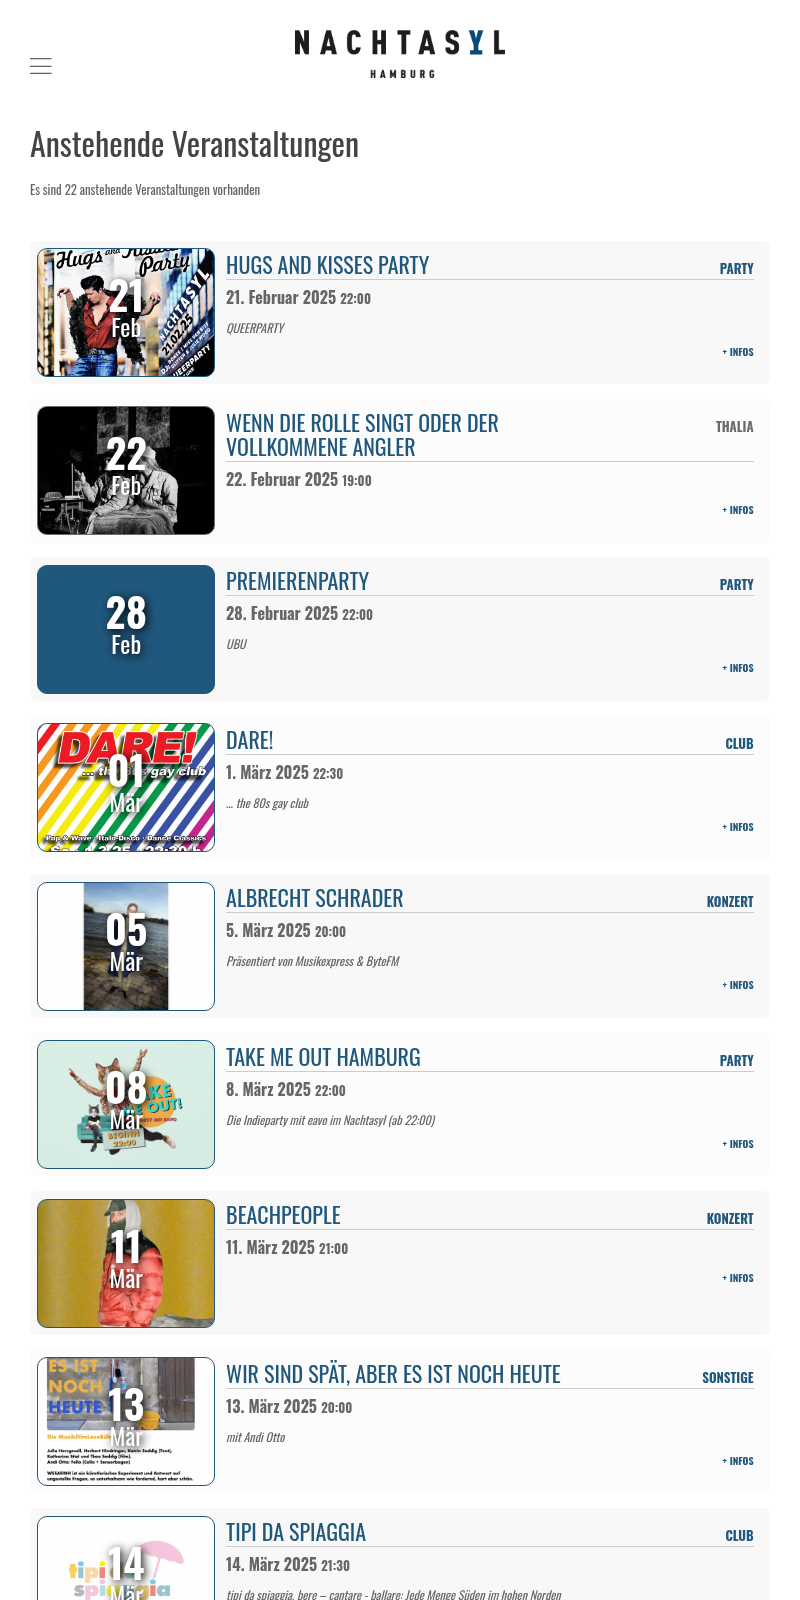 NACHTASYL
HAMBURG
Anstehende Veranstaltungen
Es sind 22 anstehende Veranstaltungen vorhanden
Hugs and Kisses
Party
NACHTASYL
21.02.25
21
Feb
HUGS AND KISSES PARTY
PARTY
21. Februar 2025 22:00
QUEERPARTY
+ INFOS
22
Feb
WENN DIE ROLLE SINGT ODER DER
VOLLKOMMENE ANGLER
THALIA
22. Februar 2025 19:00
+ INFOS
28
Feb
PREMIERENPARTY
PARTY
28. Februar 2025 22:00
UBU
+ INFOS
DARE!
... the 80s gay club
01
Mär
Pop & Wave · Italo-Disco · Dance Classics
DARE!
CLUB
1. März 2025 22:30
... the 80s gay club
+ INFOS
05
Mär
ALBRECHT SCHRADER
KONZERT
5. März 2025 20:00
Präsentiert von Musikexpress & ByteFM
+ INFOS
08
Mär
BEGINN
22:00
TAKE ME OUT HAMBURG
PARTY
8. März 2025 22:00
Die Indieparty mit eavo im Nachtasyl (ab 22:00)
+ INFOS
11
Mär
BEACHPEOPLE
KONZERT
11. März 2025 21:00
+ INFOS
ES IST
NOCH
HEUTE
13
Mär
WIR SIND SPÄT, ABER ES IST NOCH HEUTE
SONSTIGE
13. März 2025 20:00
mit Andi Otto
+ INFOS
14
Mär
TIPI DA SPIAGGIA
CLUB
14. März 2025 21:30
tipi da spiaggia, bere – cantare - ballare: Jede Menge Süden im hohen Norden